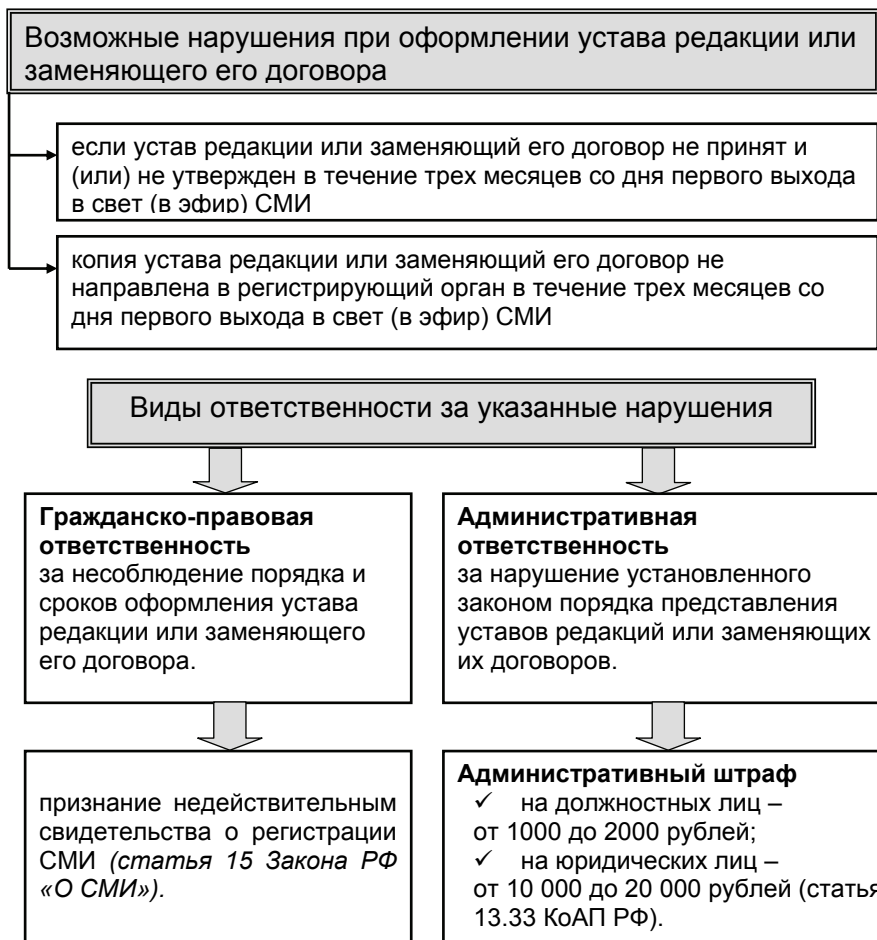 Возможные нарушения при оформлении устава редакции или
заменяющего его договора
если устав редакции или заменяющий его договор не принят и
(или) не утвержден в течение трех месяцев со дня первого выхода
в свет (в эфир) СМИ
копия устава редакции или заменяющий его договор не
направлена в регистрирующий орган в течение трех месяцев со
дня первого выхода в свет (в эфир) СМИ
Виды ответственности за указанные нарушения
Гражданско-правовая
ответственность
за несоблюдение порядка и
сроков оформления устава
редакции или заменяющего
его договора.
Административная
ответственность
за нарушение установленного
законом порядка представления
уставов редакций или заменяющих
их договоров.
признание недействительным
свидетельства о регистрации
СМИ (статья 15 Закона РФ
«О СМИ»).
Административный штраф
✓ на должностных лиц –
от 1000 до 2000 рублей;
✓ на юридических лиц –
от 10 000 до 20 000 рублей (статья
13.33 КоАП РФ).